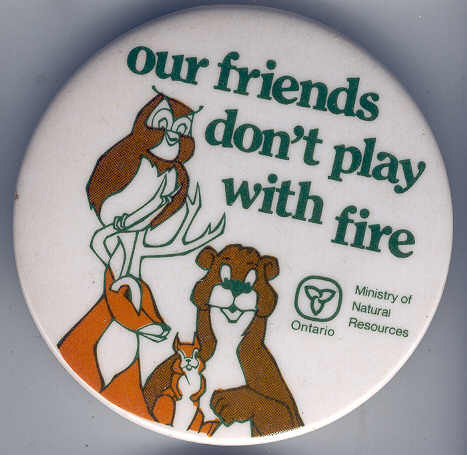 our friends
don't play
with fire
Ontario
Ministry of
Natural
Resources